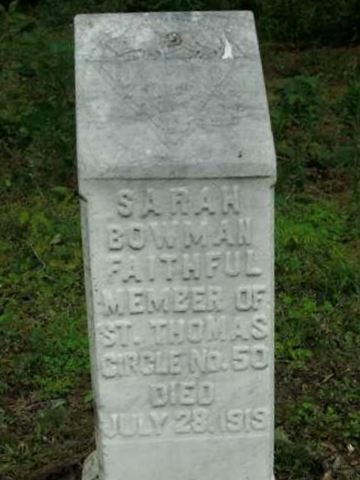 SARAH
BOWMAN
FAITHFUL
MEMBER OF
ST. THOMAS
CIRCLE NO. 50
DIED
JULY 28, 1919